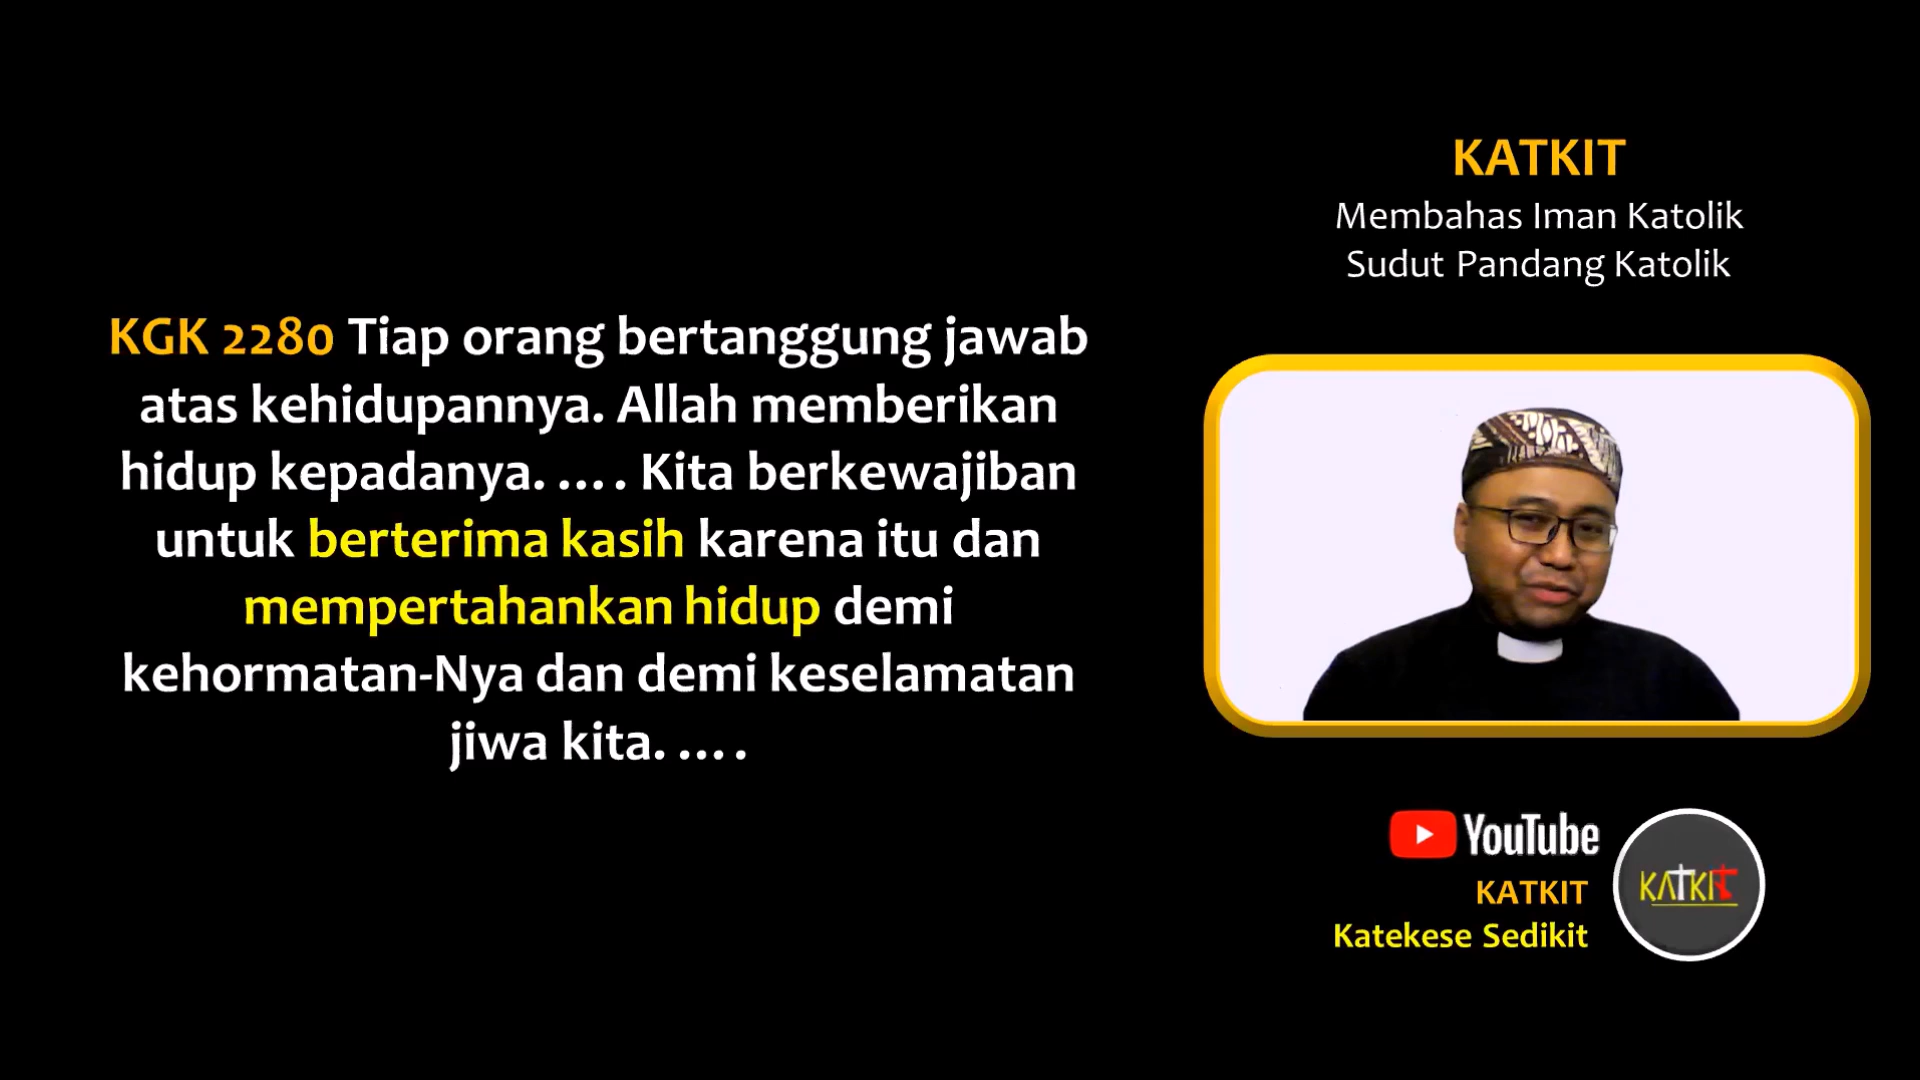 KGK 2280 Tiap orang bertanggung jawab
atas kehidupannya. Allah memberikan
hidup kepadanya. .... Kita berkewajiban
untuk berterima kasih karena itu dan
mempertahankan hidup demi
kehormatan-Nya dan demi keselamatan
jiwa kita. ....
KATKIT
Membahas Iman Katolik
Sudut Pandang Katolik
YouTube
KATKIT
Katekese Sedikit
KATKIT